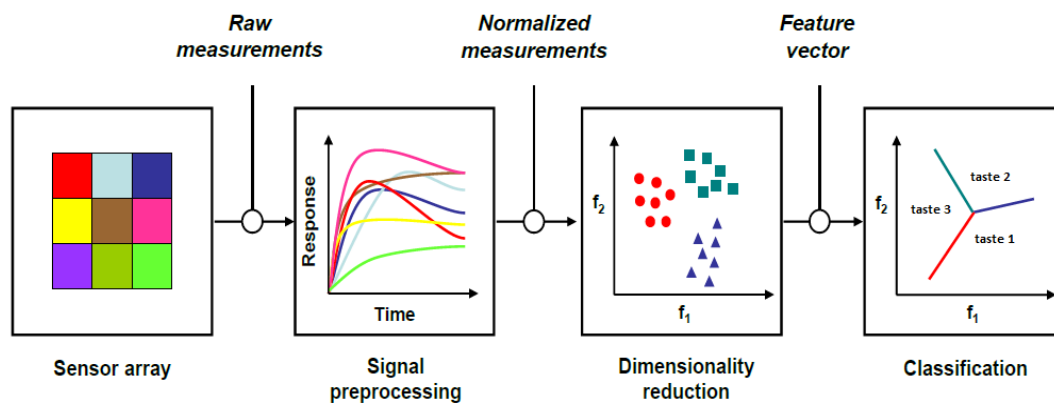 Raw
measurements
Normalized
measurements
Feature
vector
Response
Time
f₂
f₁
f₂
taste 2
taste 3
taste 1
f₁
Sensor array
Signal
preprocessing
Dimensionality
reduction
Classification